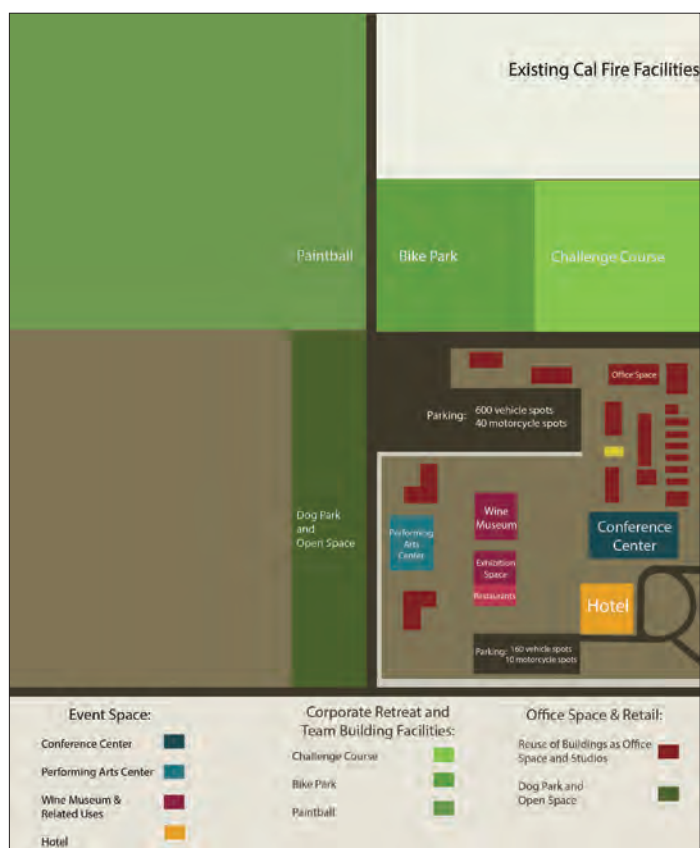 Existing Cal Fire Facilities
Paintball
Bike Park
Challenge Course
Office Space
Parking: 600 vehicle spots
40 motorcycle spots
Dog Park
and
Open Space
Performing
Arts
Center
Wine
Museum
Exhibition
Space
Restaurants
Conference
Center
Hotel
Parking: 160 vehicle spots
10 motorcycle spots
Event Space:
Conference Center
Performing Arts Center
Wine Museum &
Related Uses
Hotel
Corporate Retreat and
Team Building Facilities:
Challenge Course
Bike Park
Paintball
Office Space & Retail:
Reuse of Buildings as Office
Space and Studios
Dog Park and
Open Space